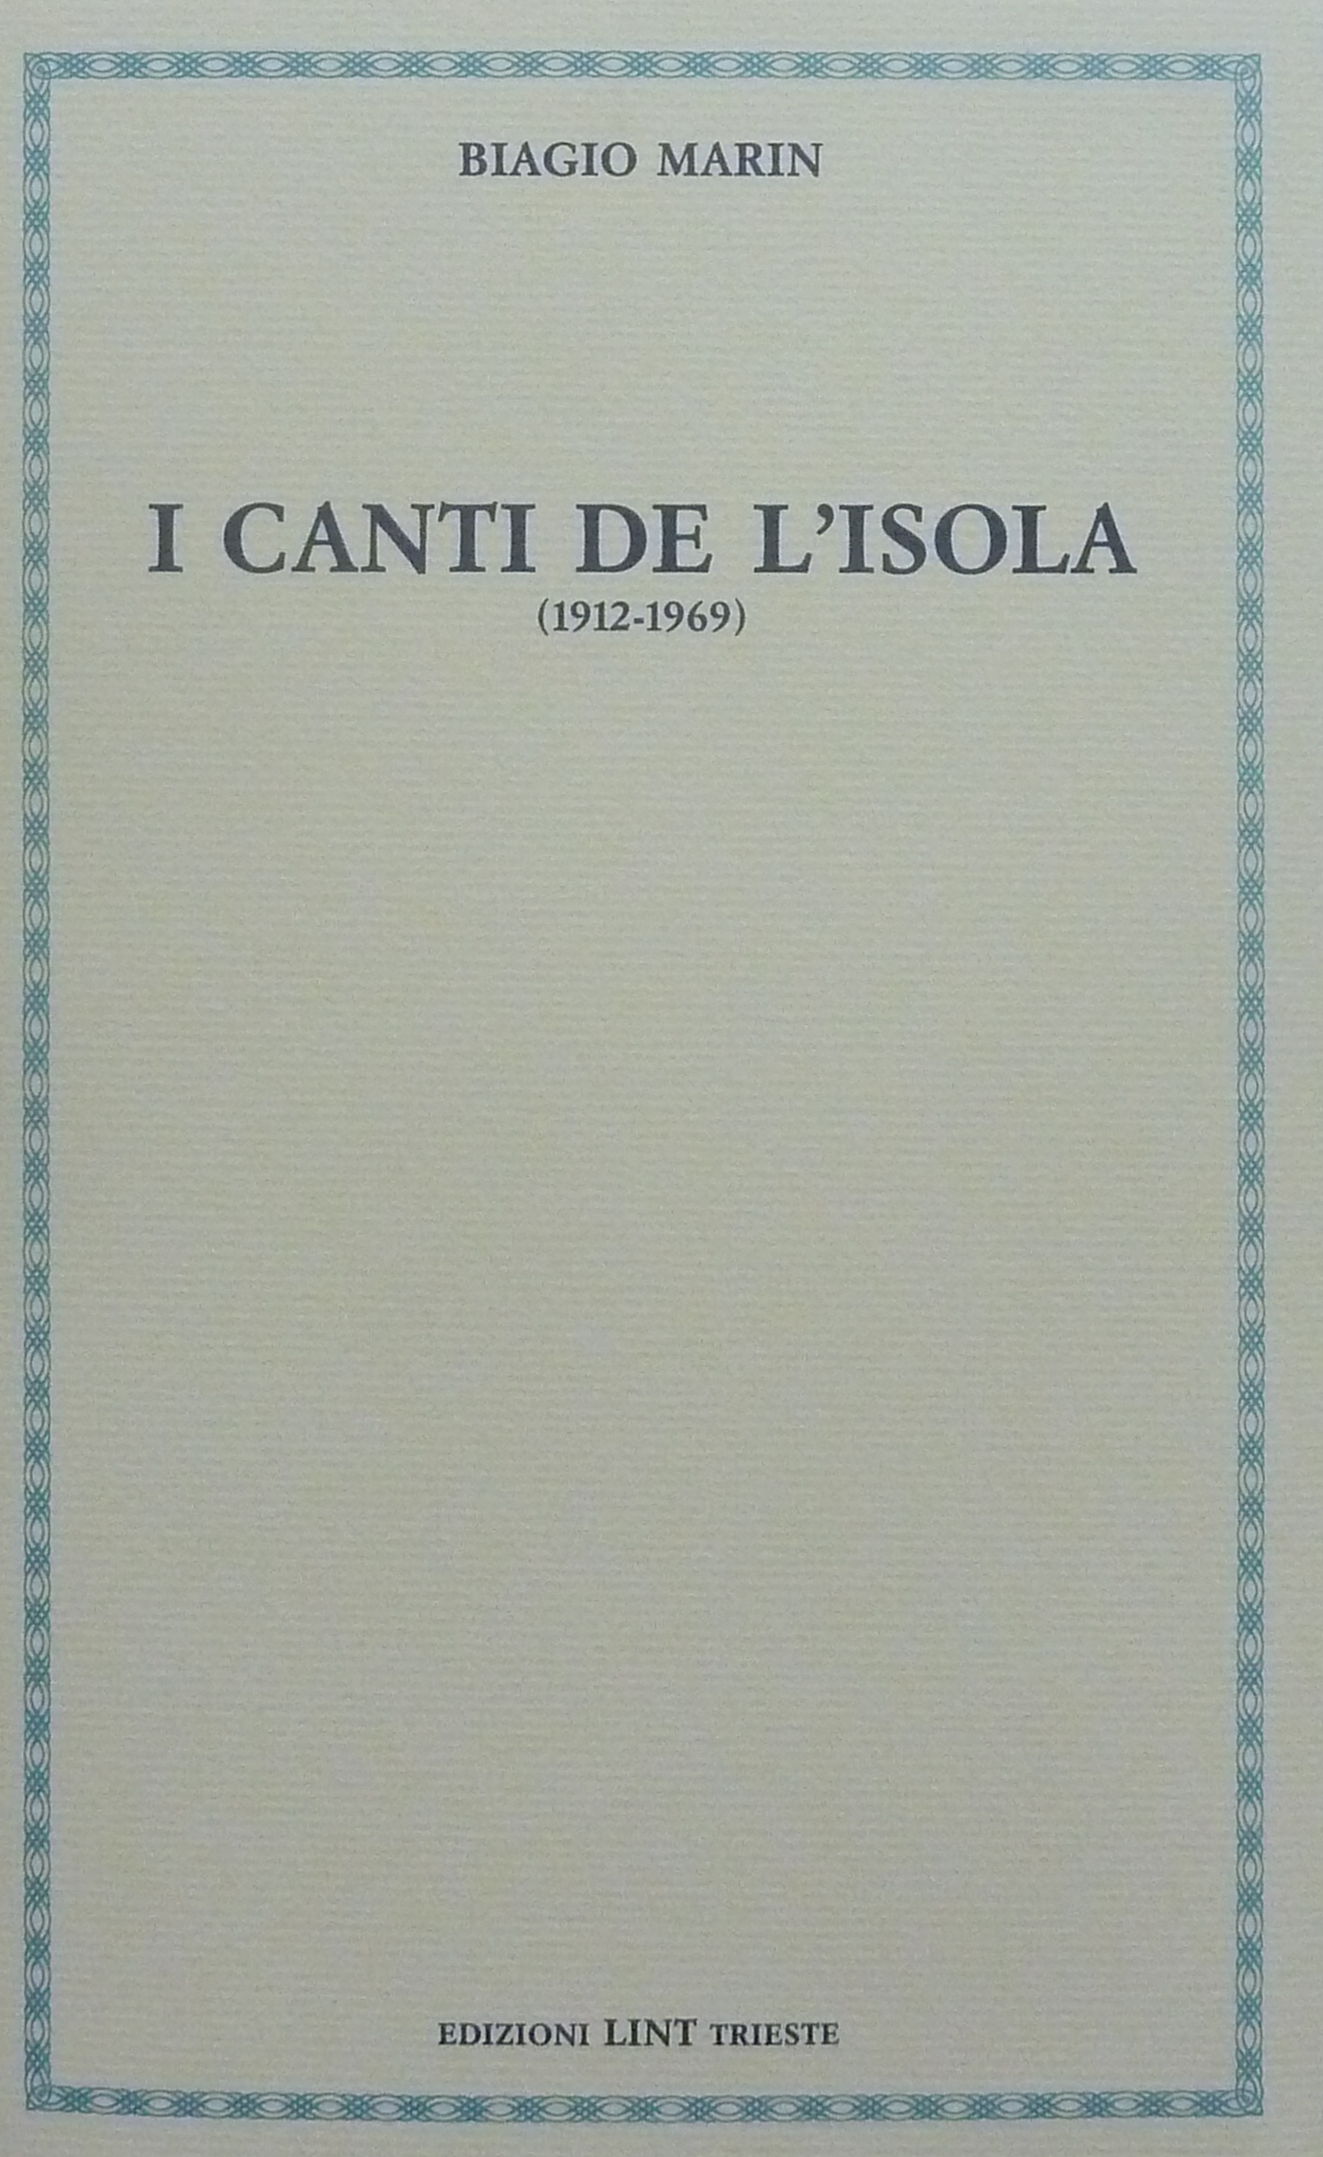 BIAGIO MARIN
I CANTI DE L'ISOLA
(1912-1969)
EDIZIONI LINT TRIESTE